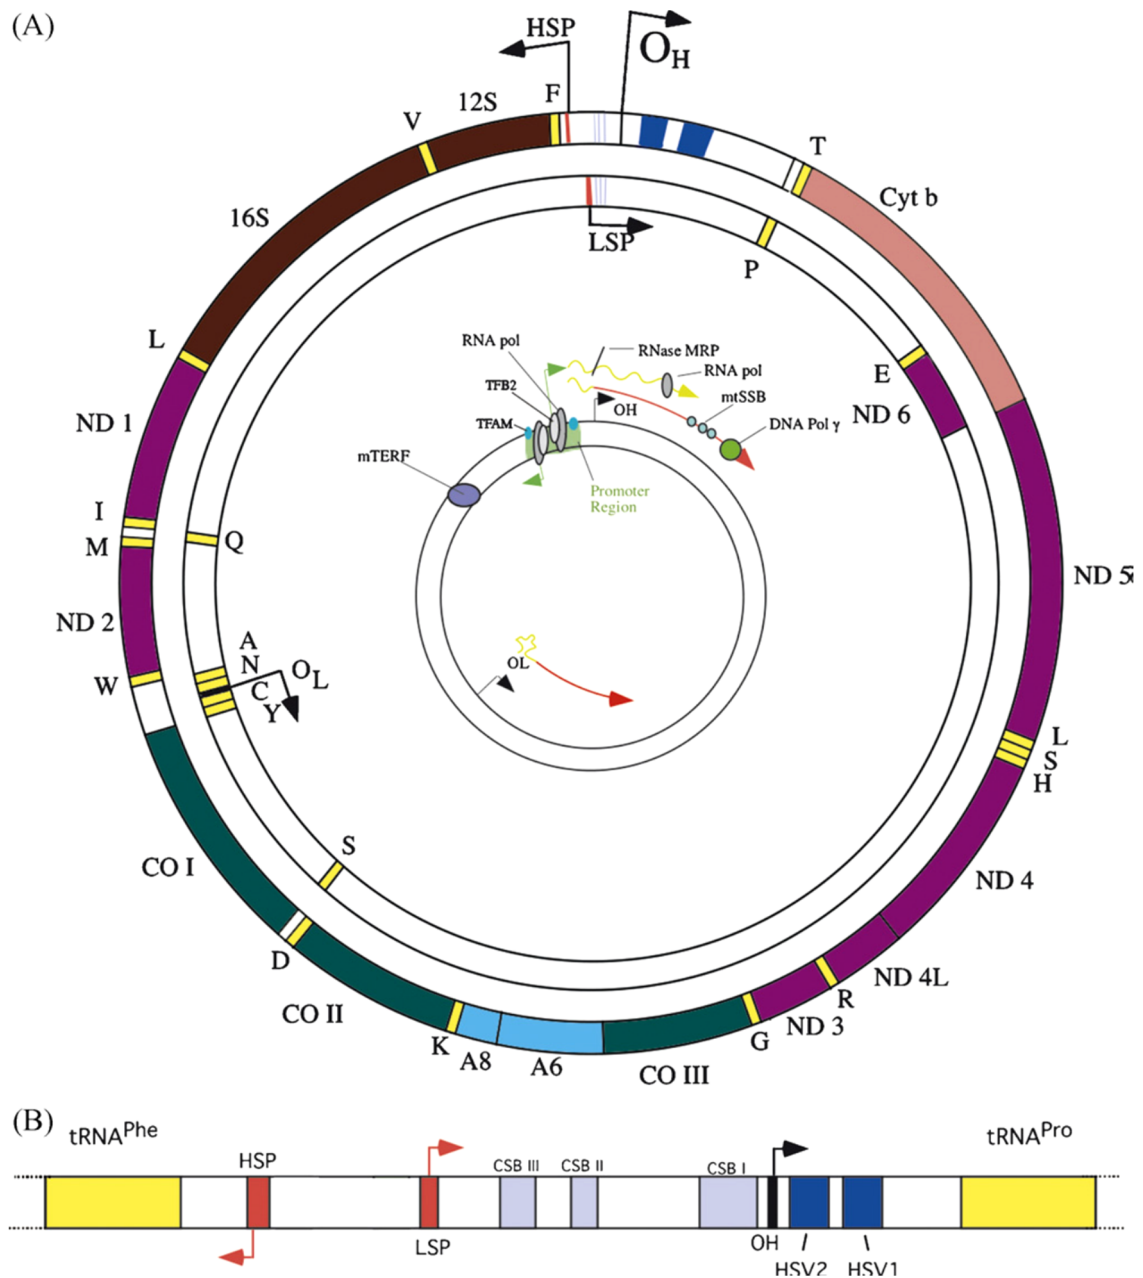 (A)
HSP
OH
F
12S
V
T
Cyt b
16S
LSP
P
L
E
ND 6
ND 1
RNA pol
RNase MRP
RNA pol
TFB2
mtSSB
TFAM
OH
DNA Pol γ
mTERF
Promoter
Region
I
M
Q
ND 5
ND 2
A
N
C
Y
OL
W
OL
L
S
H
S
CO I
ND 4
D
ND 4L
CO II
R
ND 3
K
A8
A6
G
CO III
(B)
tRNAPhe
tRNAPro
HSP
CSB III
CSB II
CSB I
LSP
OH
HSV2
HSV1